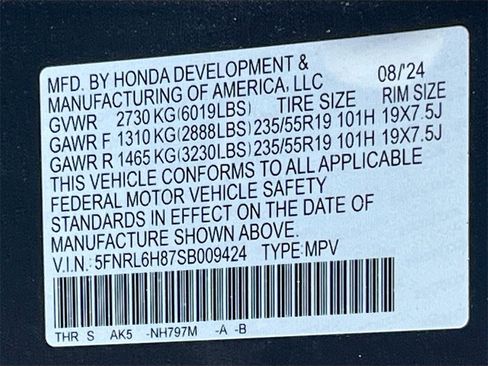 MFD. BY HONDA DEVELOPMENT &
MANUFACTURING OF AMERICA, LLC 08/'24
GVWR 2730 KG(6019LBS) TIRE SIZE RIM SIZE
GAWR F 1310 KG(2888LBS) 235/55R19 101H 19X7.5J
GAWR R 1465 KG(3230LBS) 235/55R19 101H 19X7.5J
THIS VEHICLE CONFORMS TO ALL APPLICABLE
FEDERAL MOTOR VEHICLE SAFETY
STANDARDS IN EFFECT ON THE DATE OF
MANUFACTURE SHOWN ABOVE.
V.I.N.: 5FNRL6H87SB009424 TYPE:MPV
THR S AK5 -NH797M -A -B